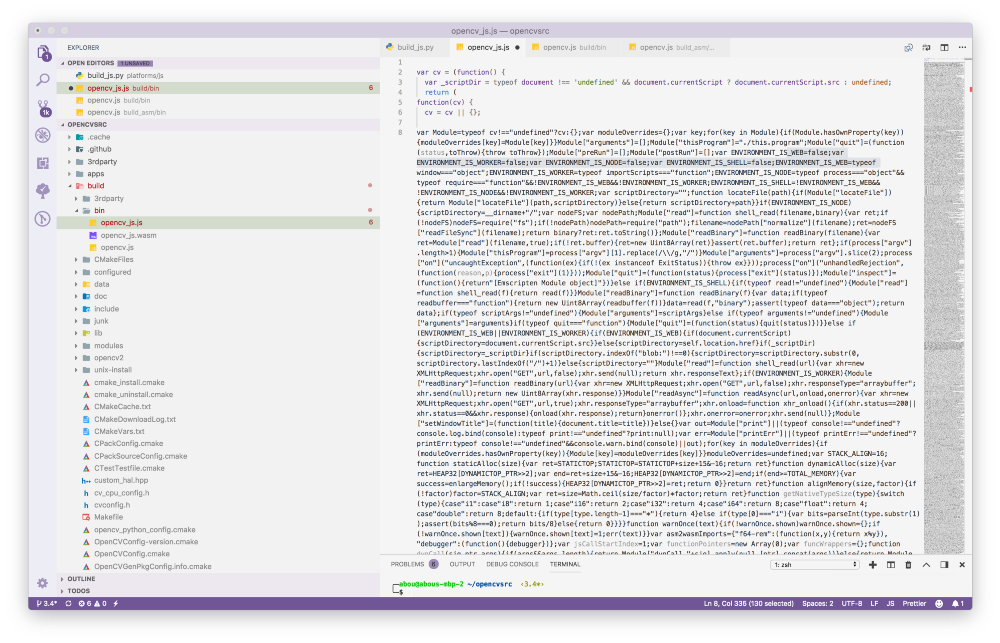 opencv_js.js — opencvsrc
EXPLORER
OPEN EDITORS 1 UNSAVED
build_js.py platforms/js
opencv_js.js build/bin 6
opencv.js build/bin
opencv.js build_asm/bin
OPENCVSRC
.cache
.github
3rdparty
apps
build
3rdparty
bin
opencv_js.js 6
opencv_js.wasm
opencv.js
CMakeFiles
configured
data
doc
include
junk
lib
modules
opencv2
unix-install
cmake_install.cmake
cmake_uninstall.cmake
CMakeCache.txt
CMakeDownloadLog.txt
CMakeVars.txt
CPackConfig.cmake
CPackSourceConfig.cmake
CTestTestfile.cmake
custom_hal.hpp
cv_cpu_config.h
cvconfig.h
Makefile
opencv_python_config.cmake
OpenCVConfig-version.cmake
OpenCVConfig.cmake
OpenCVGenPkgConfig.info.cmake
OUTLINE
TODOS
1
1k
build_js.py
opencv_js.js
opencv.js build/bin
opencv.js build_asm/...
1
2 var cv = (function() {
3 var _scriptDir = typeof document !== 'undefined' && document.currentScript ? document.currentScript.src : undefined;
4 return (
5 function(cv) {
6 cv = cv || {};
7
8 var Module=typeof cv!=="undefined"?cv:{};var moduleOverrides={};var key;for(key in Module){if(Module.hasOwnProperty(key))
{moduleOverrides[key]=Module[key]}}Module["arguments"]=[];Module["thisProgram"]="./this.program";Module["quit"]=(function
(status,toThrow){throw toThrow});Module["preRun"]=[];Module["postRun"]=[];var ENVIRONMENT_IS_WEB=false;var
ENVIRONMENT_IS_WORKER=false;var ENVIRONMENT_IS_NODE=false;var ENVIRONMENT_IS_SHELL=false;ENVIRONMENT_IS_WEB=typeof
window==="object";ENVIRONMENT_IS_WORKER=typeof importScripts==="function";ENVIRONMENT_IS_NODE=typeof process==="object"&&
typeof require==="function"&&!ENVIRONMENT_IS_WEB&&!ENVIRONMENT_IS_WORKER;ENVIRONMENT_IS_SHELL=!ENVIRONMENT_IS_WEB&&
!ENVIRONMENT_IS_NODE&&!ENVIRONMENT_IS_WORKER;var scriptDirectory="";function locateFile(path){if(Module["locateFile"])
{return Module["locateFile"](path,scriptDirectory)}else{return scriptDirectory+path}}if(ENVIRONMENT_IS_NODE)
{scriptDirectory=__dirname+"/";var nodeFS;var nodePath;Module["read"]=function shell_read(filename,binary){var ret;if
(!nodeFS)nodeFS=require("fs");if(!nodePath)nodePath=require("path");filename=nodePath["normalize"](filename);ret=nodeFS
["readFileSync"](filename);return binary?ret:ret.toString()};Module["readBinary"]=function readBinary(filename){var
ret=Module["read"](filename,true);if(!ret.buffer){ret=new Uint8Array(ret)}assert(ret.buffer);return ret};if(process["argv"]
.length>1){Module["thisProgram"]=process["argv"][1].replace(/\\/g,"/")}Module["arguments"]=process["argv"].slice(2);process
["on"]("uncaughtException",(function(ex){if(!(ex instanceof ExitStatus)){throw ex}}));process["on"]("unhandledRejection",
(function(reason,p){process["exit"](1)}));Module["quit"]=(function(status){process["exit"](status)});Module["inspect"]=
(function(){return"[Emscripten Module object]"})}else if(ENVIRONMENT_IS_SHELL){if(typeof read!="undefined"){Module["read"]
=function shell_read(f){return read(f)}}Module["readBinary"]=function readBinary(f){var data;if(typeof
readbuffer==="function"){return new Uint8Array(readbuffer(f))}data=read(f,"binary");assert(typeof data==="object");return
data};if(typeof scriptArgs!="undefined"){Module["arguments"]=scriptArgs}else if(typeof arguments!="undefined"){Module
["arguments"]=arguments}if(typeof quit==="function"){Module["quit"]=(function(status){quit(status)})}}else if
(ENVIRONMENT_IS_WEB||ENVIRONMENT_IS_WORKER){if(ENVIRONMENT_IS_WEB){if(document.currentScript)
{scriptDirectory=document.currentScript.src}}else{scriptDirectory=self.location.href}if(_scriptDir)
{scriptDirectory=_scriptDir}if(scriptDirectory.indexOf("blob:")!==0){scriptDirectory=scriptDirectory.substr(0,
scriptDirectory.lastIndexOf("/")+1)}else{scriptDirectory=""}Module["read"]=function shell_read(url){var xhr=new
XMLHttpRequest;xhr.open("GET",url,false);xhr.send(null);return xhr.responseText};if(ENVIRONMENT_IS_WORKER){Module
["readBinary"]=function readBinary(url){var xhr=new XMLHttpRequest;xhr.open("GET",url,false);xhr.responseType="arraybuffer";
xhr.send(null);return new Uint8Array(xhr.response)}}Module["readAsync"]=function readAsync(url,onload,onerror){var xhr=new
XMLHttpRequest;xhr.open("GET",url,true);xhr.responseType="arraybuffer";xhr.onload=function xhr_onload(){if(xhr.status==200||
xhr.status==0&&xhr.response){onload(xhr.response);return}onerror()};xhr.onerror=onerror;xhr.send(null)};Module
["setWindowTitle"]=(function(title){document.title=title})}else{}var out=Module["print"]||(typeof console!=="undefined"?
console.log.bind(console):typeof print!=="undefined"?print:null);var err=Module["printErr"]||(typeof printErr!=="undefined"?
printErr:typeof console!=="undefined"&&console.warn.bind(console)||out);for(key in moduleOverrides){if
(moduleOverrides.hasOwnProperty(key)){Module[key]=moduleOverrides[key]}}moduleOverrides=undefined;var STACK_ALIGN=16;
function staticAlloc(size){var ret=STATICTOP;STATICTOP=STATICTOP+size+15&-16;return ret}function dynamicAlloc(size){var
ret=HEAP32[DYNAMICTOP_PTR>>2];var end=ret+size+15&-16;HEAP32[DYNAMICTOP_PTR>>2]=end;if(end>=TOTAL_MEMORY){var
success=enlargeMemory();if(!success){HEAP32[DYNAMICTOP_PTR>>2]=ret;return 0}}return ret}function alignMemory(size,factor){if
(!factor)factor=STACK_ALIGN;var ret=size=Math.ceil(size/factor)*factor;return ret}function getNativeTypeSize(type){switch
(type){case"i1":case"i8":return 1;case"i16":return 2;case"i32":return 4;case"i64":return 8;case"float":return 4;
case"double":return 8;default:{if(type[type.length-1]==="*"){return 4}else if(type[0]==="i"){var bits=parseInt(type.substr(1)
);assert(bits%8===0);return bits/8}else{return 0}}}}function warnOnce(text){if(!warnOnce.shown)warnOnce.shown={};if
(!warnOnce.shown[text]){warnOnce.shown[text]=1;err(text)}}var asm2wasmImports={"f64-rem":(function(x,y){return x%y}),
"debugger":(function(){debugger})};var jsCallStartIndex=1;var functionPointers=new Array(0);var funcWrappers={};function
PROBLEMS 6
OUTPUT
DEBUG CONSOLE
TERMINAL
1: zsh
abou@abous-mbp-2 ~/opencvsrc ‹3.4*›
$
3.4*
6 0
Ln 8, Col 335 (130 selected)
Spaces: 2
UTF-8
LF
JS
Prettier
1